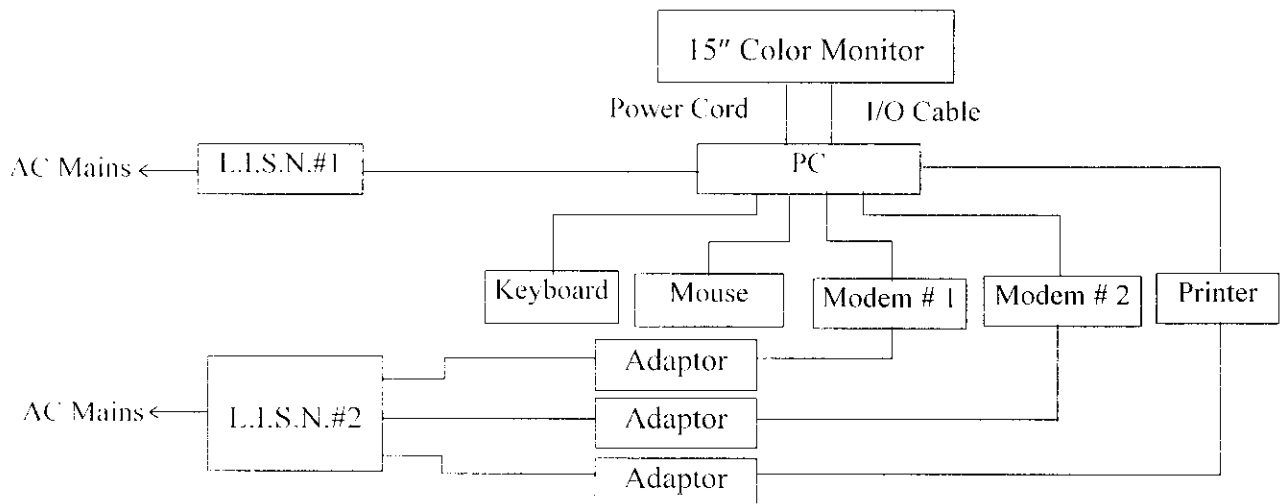 15" Color Monitor
Power Cord
I/O Cable
AC Mains
L.I.S.N.#1
PC
Keyboard
Mouse
Modem # 1
Modem # 2
Printer
Adaptor
AC Mains
L.I.S.N.#2
Adaptor
Adaptor